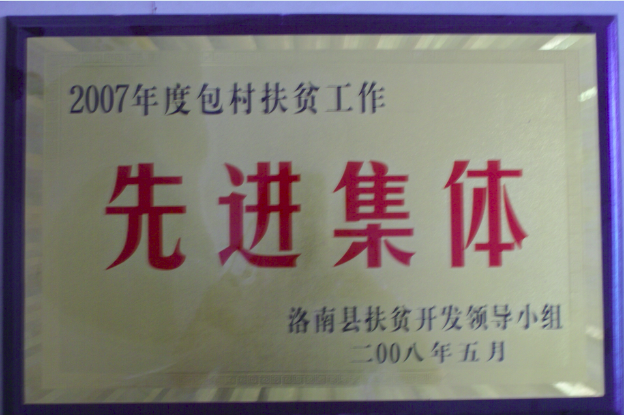 2007年度包村扶贫工作
先进集体
洛南县扶贫开发领导小组
二00八年五月